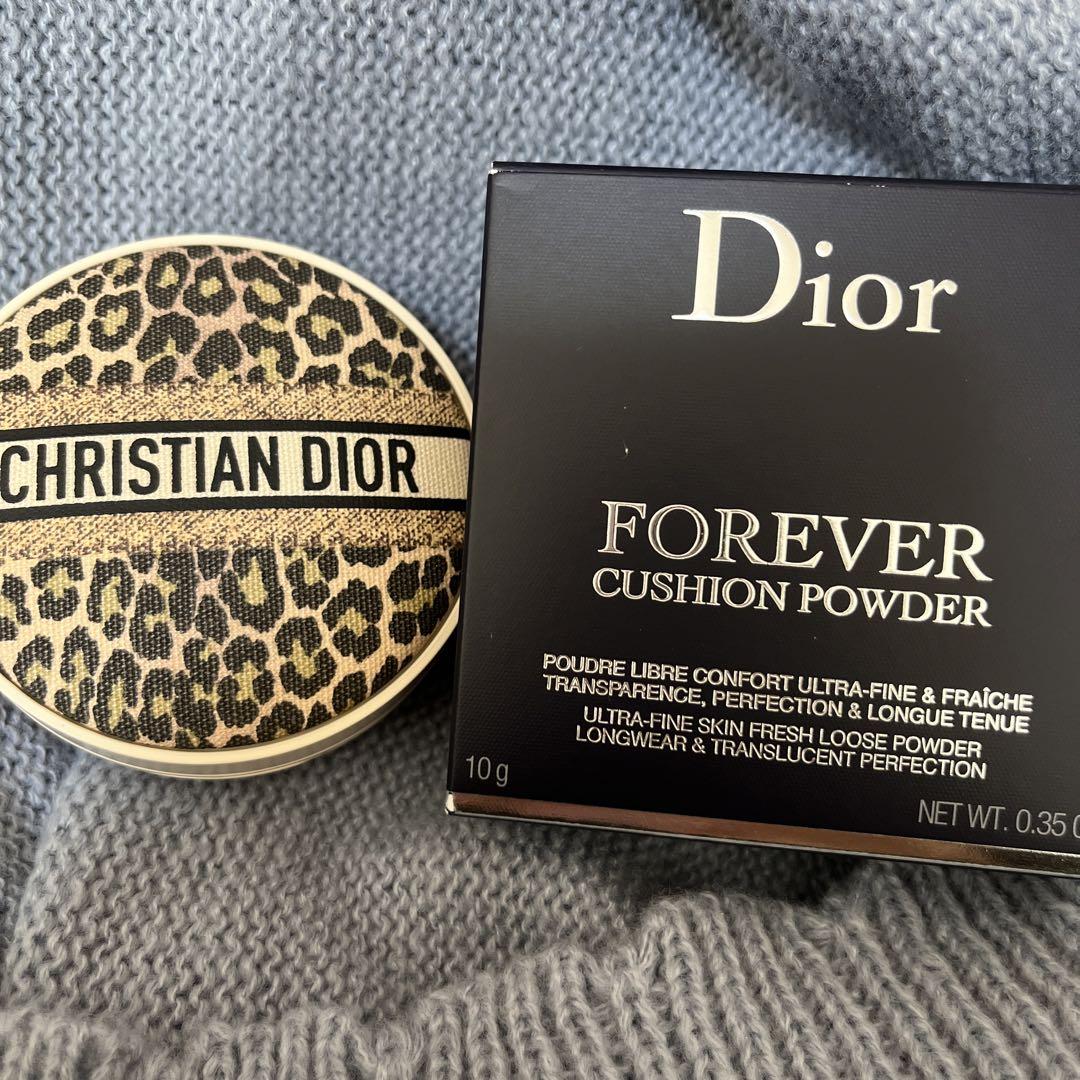 CHRISTIAN DIOR
Dior
FOREVER
CUSHION POWDER
POUDRE LIBRE CONFORT ULTRA-FINE & FRAÎCHE
TRANSPARENCE, PERFECTION & LONGUE TENUE
ULTRA-FINE SKIN FRESH LOOSE POWDER
LONGWEAR & TRANSLUCENT PERFECTION
10 g
NET WT. 0.35